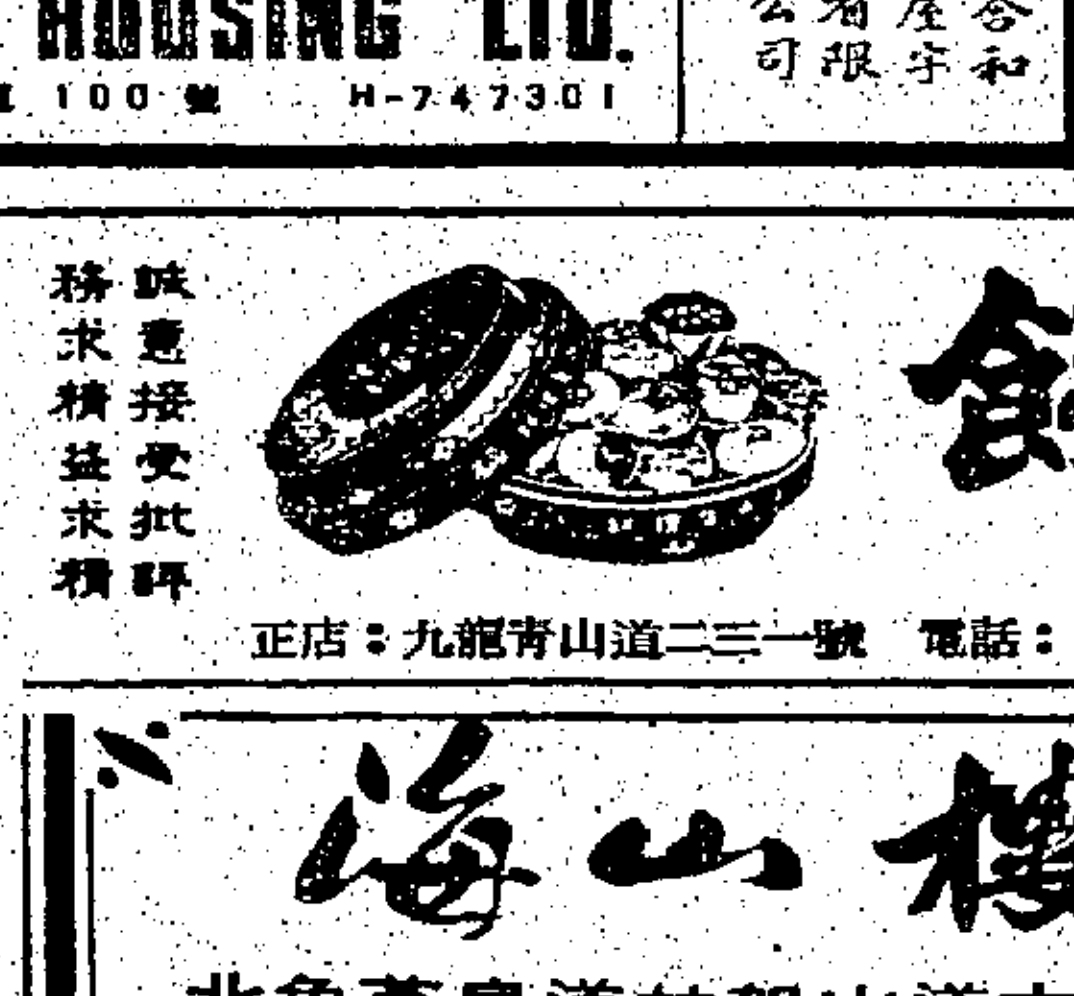 HOUSING LTD.
100 號 H-747301
合和
屋宇
有限
公司
誠意接受批評
務求精益求精
正店：九龍青山道二三一號 電話：
海山樓